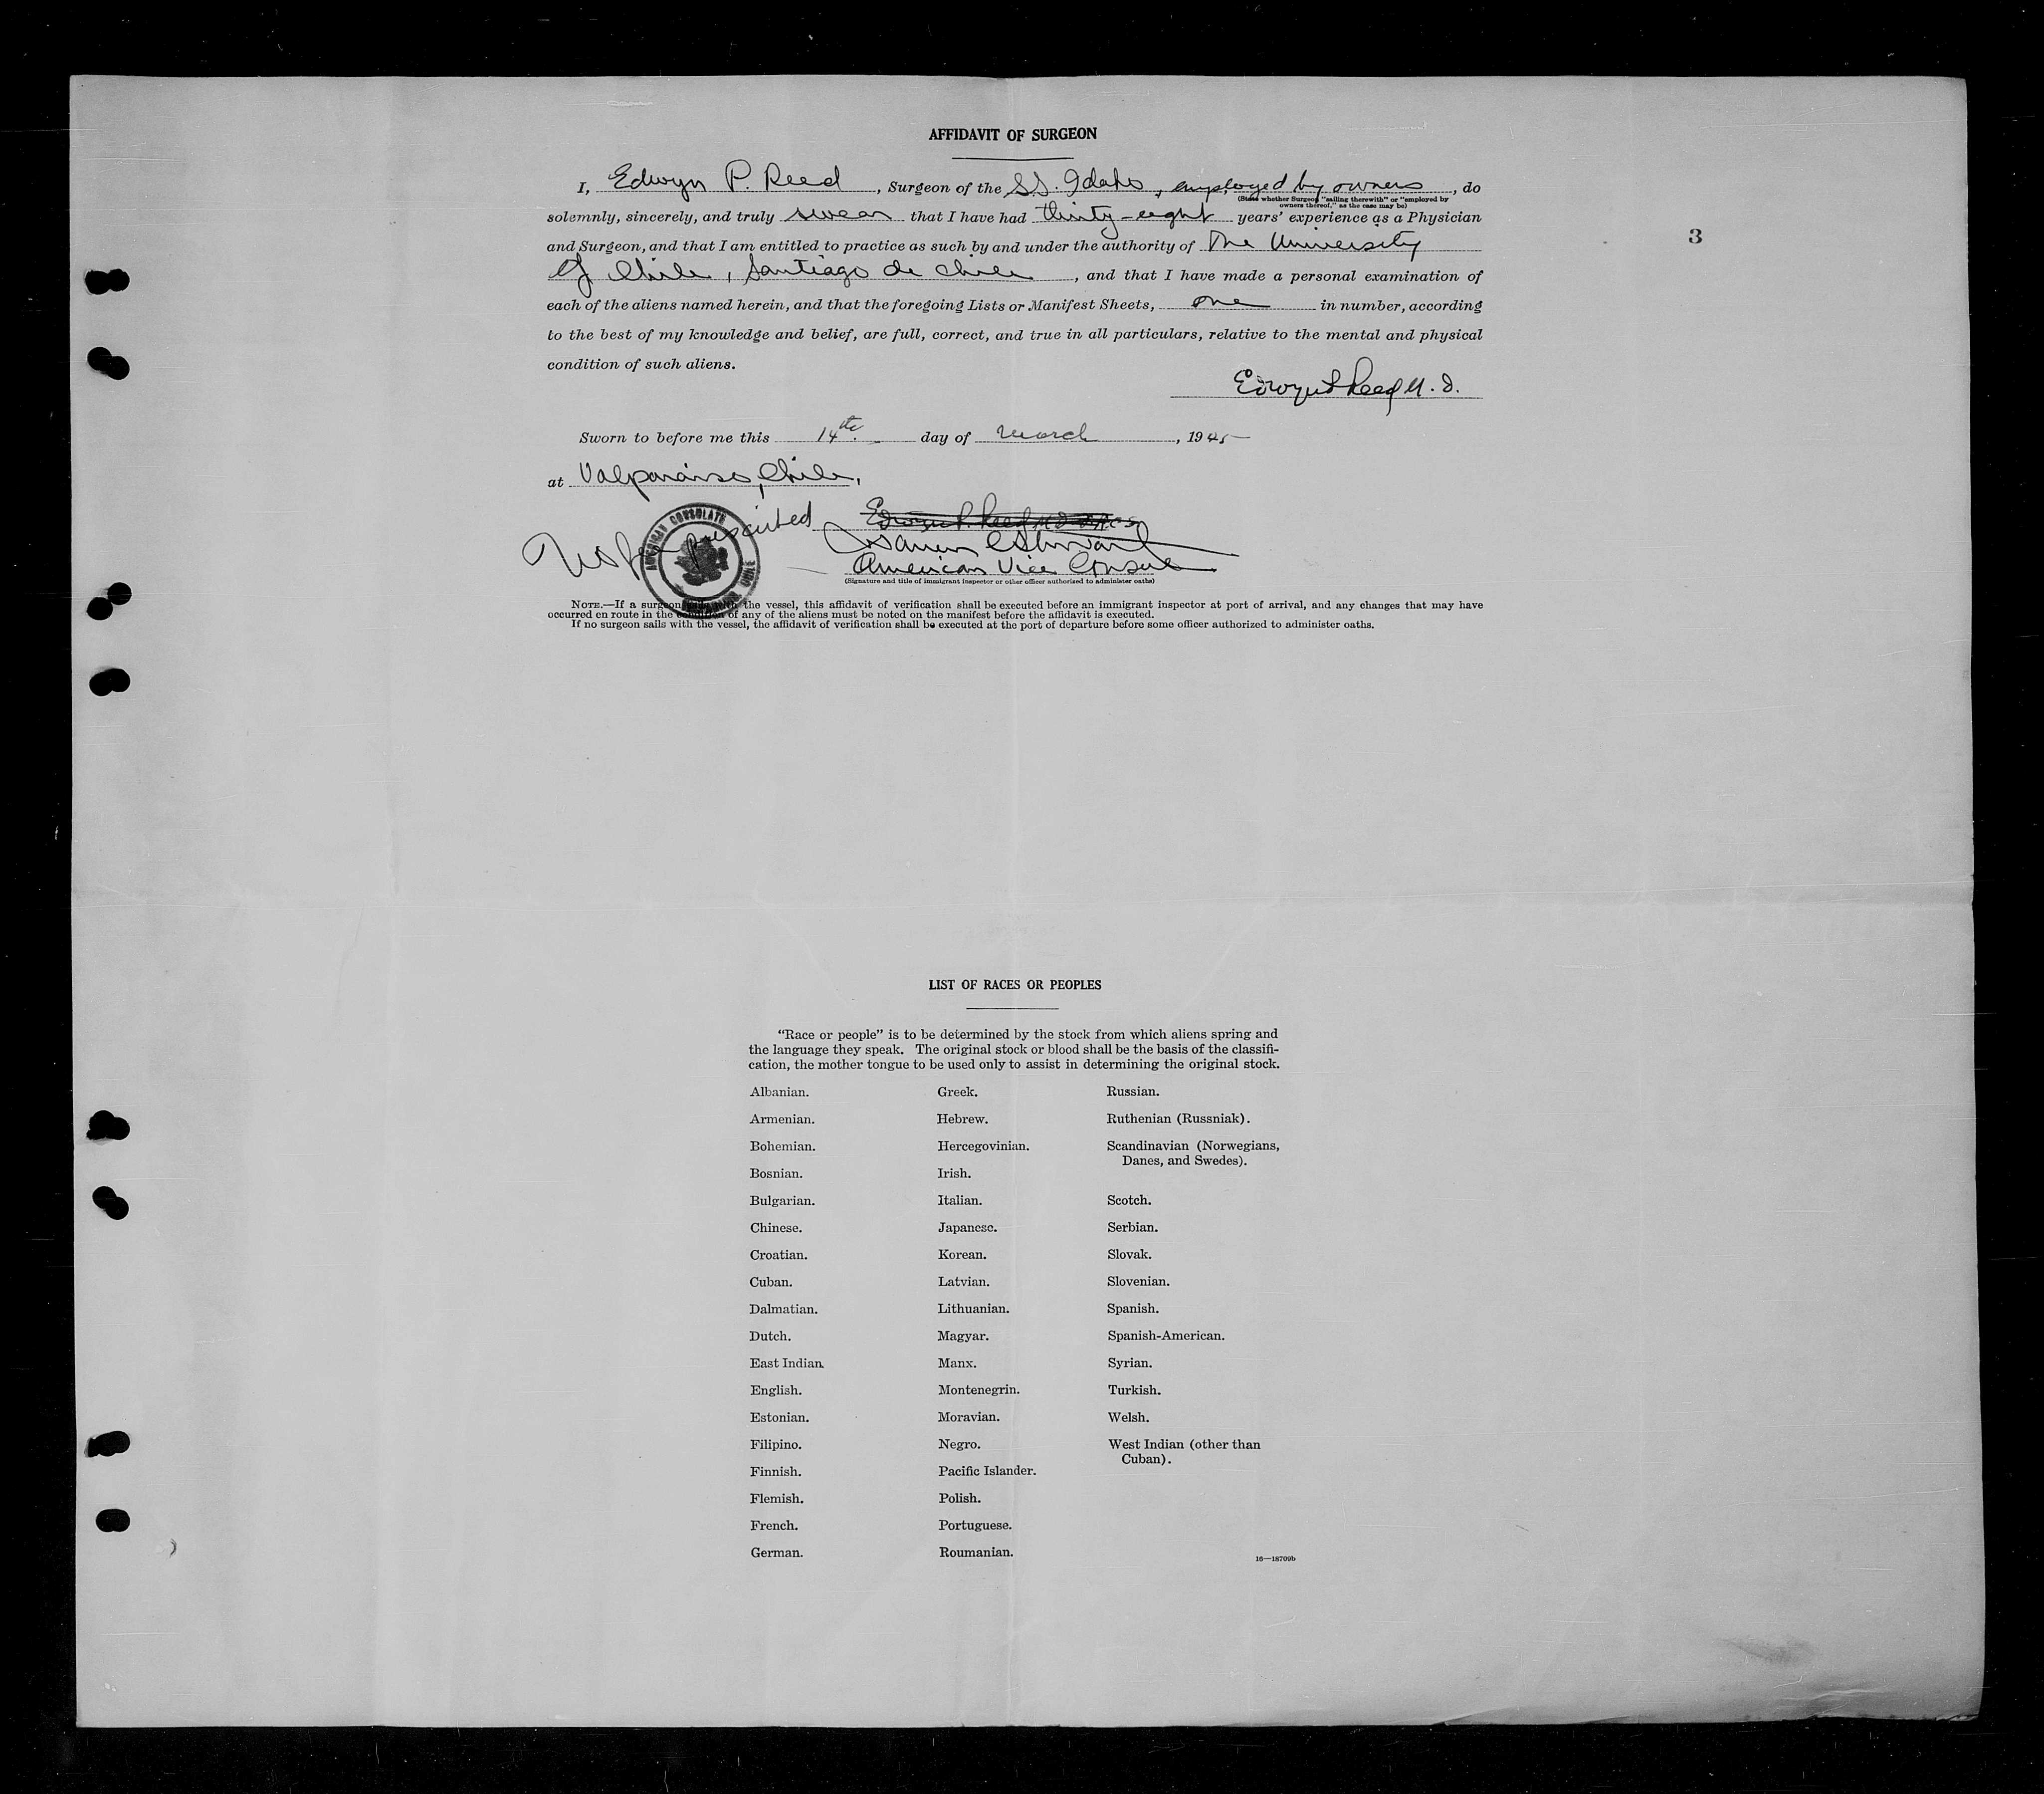 AFFIDAVIT OF SURGEON
3
I, Edwyn P. Reed, Surgeon of the S.S. Idaho, employed by owners, do
(State whether Surgeon "sailing therewith" or "employed by
owners thereof," as the case may be)
solemnly, sincerely, and truly swear that I have had thirty-eight years' experience as a Physician
and Surgeon, and that I am entitled to practice as such by and under the authority of The University
of Chile, Santiago de Chile, and that I have made a personal examination of
each of the aliens named herein, and that the foregoing Lists or Manifest Sheets, one in number, according
to the best of my knowledge and belief, are full, correct, and true in all particulars, relative to the mental and physical
condition of such aliens.
Edwyn P. Reed M.D.
Sworn to before me this 14th day of March, 1945
at Valparaiso, Chile.
No fee prescribed
AMERICAN CONSULATE
American Vice Consul
(Signature and title of immigrant inspector or other officer authorized to administer oaths)
NOTE.—If a surgeon the vessel, this affidavit of verification shall be executed before an immigrant inspector at port of arrival, and any changes that may have
occurred en route in the of any of the aliens must be noted on the manifest before the affidavit is executed.
If no surgeon sails with the vessel, the affidavit of verification shall be executed at the port of departure before some officer authorized to administer oaths.
LIST OF RACES OR PEOPLES
"Race or people" is to be determined by the stock from which aliens spring and
the language they speak. The original stock or blood shall be the basis of the classifi-
cation, the mother tongue to be used only to assist in determining the original stock.
Albanian.
Armenian.
Bohemian.
Bosnian.
Bulgarian.
Chinese.
Croatian.
Cuban.
Dalmatian.
Dutch.
East Indian.
English.
Estonian.
Filipino.
Finnish.
Flemish.
French.
German.
Greek.
Hebrew.
Hercegovinian.
Irish.
Italian.
Japanese.
Korean.
Latvian.
Lithuanian.
Magyar.
Manx.
Montenegrin.
Moravian.
Negro.
Pacific Islander.
Polish.
Portuguese.
Roumanian.
Russian.
Ruthenian (Russniak).
Scandinavian (Norwegians,
Danes, and Swedes).
Scotch.
Serbian.
Slovak.
Slovenian.
Spanish.
Spanish-American.
Syrian.
Turkish.
Welsh.
West Indian (other than
Cuban).
16—18709b